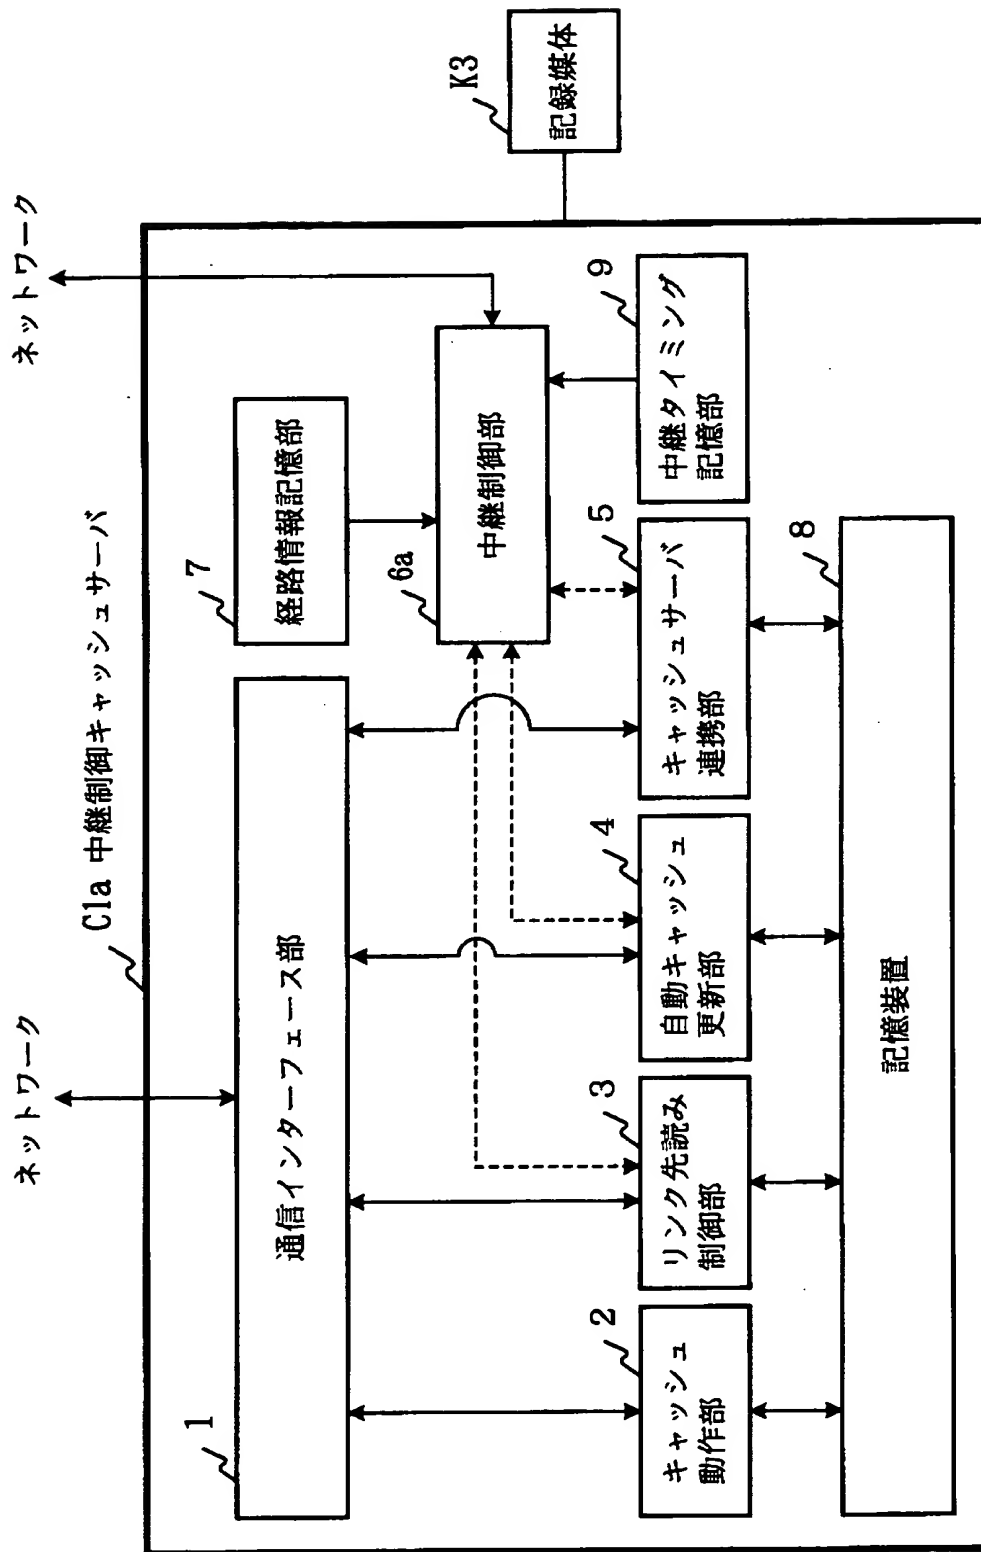 ネットワーク
ネットワーク
C1a 中継制御キャッシュサーバ
K3
記録媒体
1
通信インターフェース部
7
経路情報記憶部
6a
中継制御部
2
キャッシュ
動作部
3
リンク先読み
制御部
4
自動キャッシュ
更新部
5
キャッシュサーバ
連携部
9
中継タイミング
記憶部
8
記憶装置